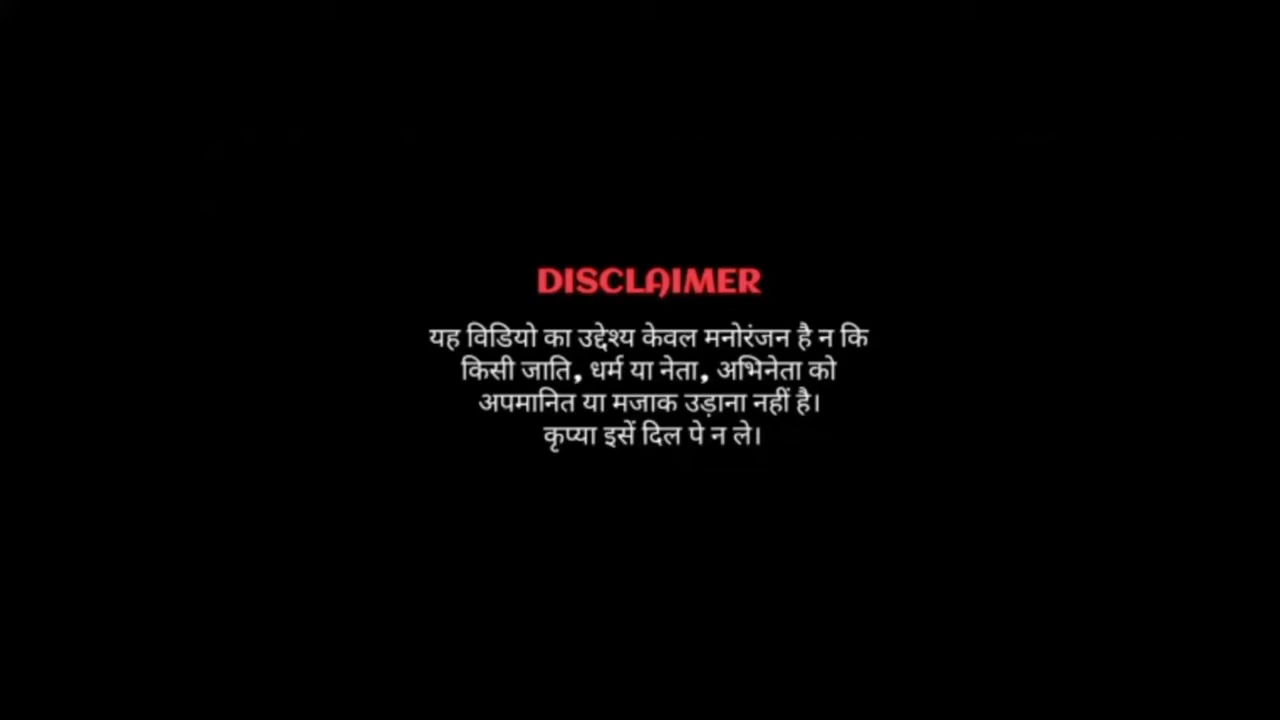 DISCLAIMER
यह विडियो का उद्देश्य केवल मनोरंजन है न कि
किसी जाति, धर्म या नेता, अभिनेता को
अपमानित या मजाक उड़ाना नहीं है।
कृप्या इसें दिल पे न ले।